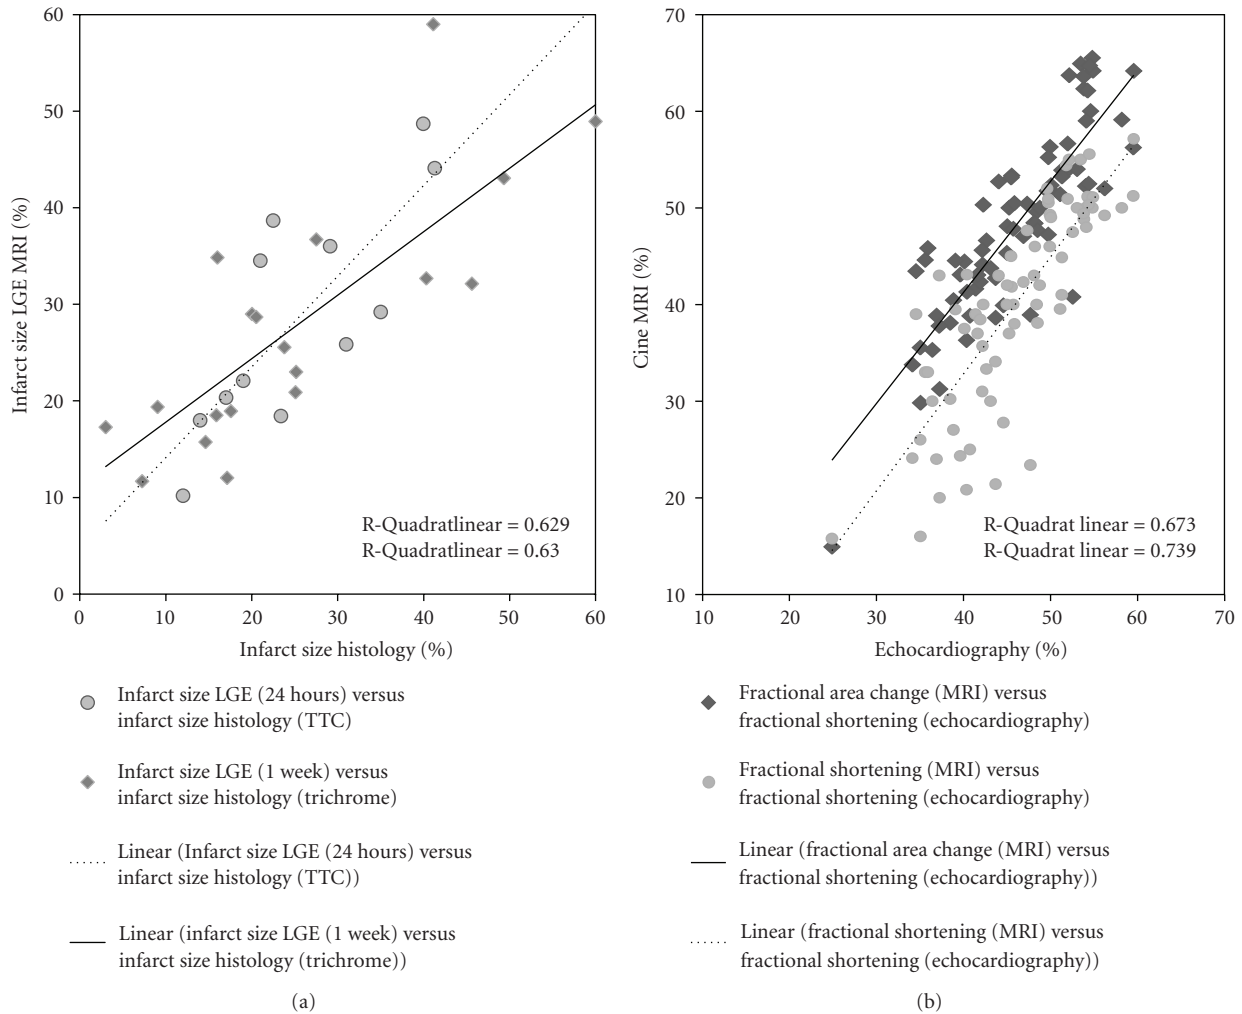 60
50
40
30
20
10
0
Infarct size LGE MRI (%)
R-Quadratlinear = 0.629
R-Quadratlinear = 0.63
0 10 20 30 40 50 60
Infarct size histology (%)
Infarct size LGE (24 hours) versus
infarct size histology (TTC)
Infarct size LGE (1 week) versus
infarct size histology (trichrome)
Linear (Infarct size LGE (24 hours) versus
infarct size histology (TTC))
Linear (infarct size LGE (1 week) versus
infarct size histology (trichrome))
(a)
70
60
50
40
30
20
10
Cine MRI (%)
R-Quadrat linear = 0.673
R-Quadrat linear = 0.739
10 20 30 40 50 60 70
Echocardiography (%)
Fractional area change (MRI) versus
fractional shortening (echocardiography)
Fractional shortening (MRI) versus
fractional shortening (echocardiography)
Linear (fractional area change (MRI) versus
fractional shortening (echocardiography))
Linear (fractional shortening (MRI) versus
fractional shortening (echocardiography))
(b)